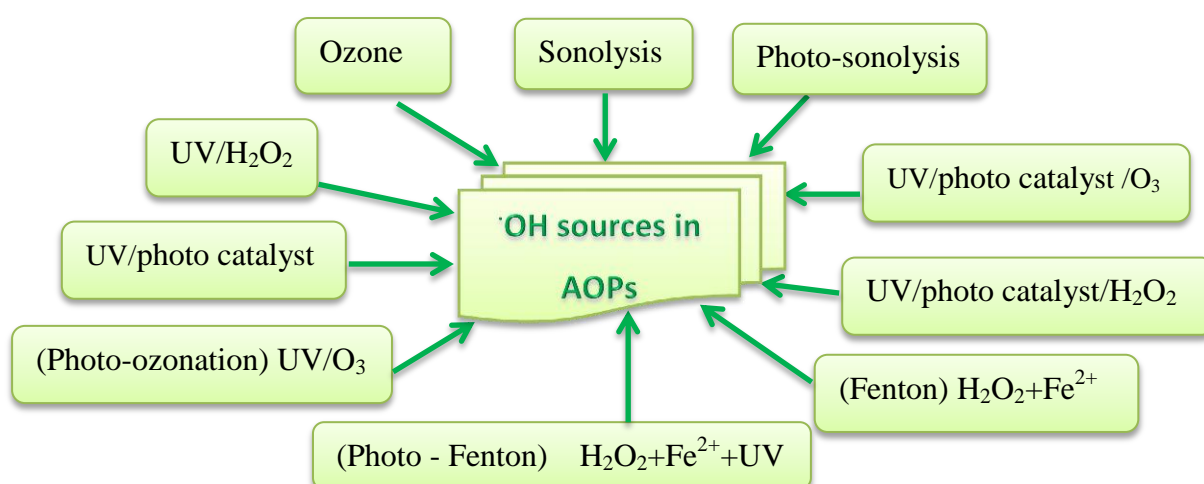 Ozone
Sonolysis
Photo-sonolysis
UV/H₂O₂
UV/photo catalyst /O₃
˙OH sources in
AOPs
UV/photo catalyst
UV/photo catalyst/H₂O₂
(Photo-ozonation) UV/O₃
(Fenton) H₂O₂+Fe²⁺
(Photo - Fenton) H₂O₂+Fe²⁺+UV